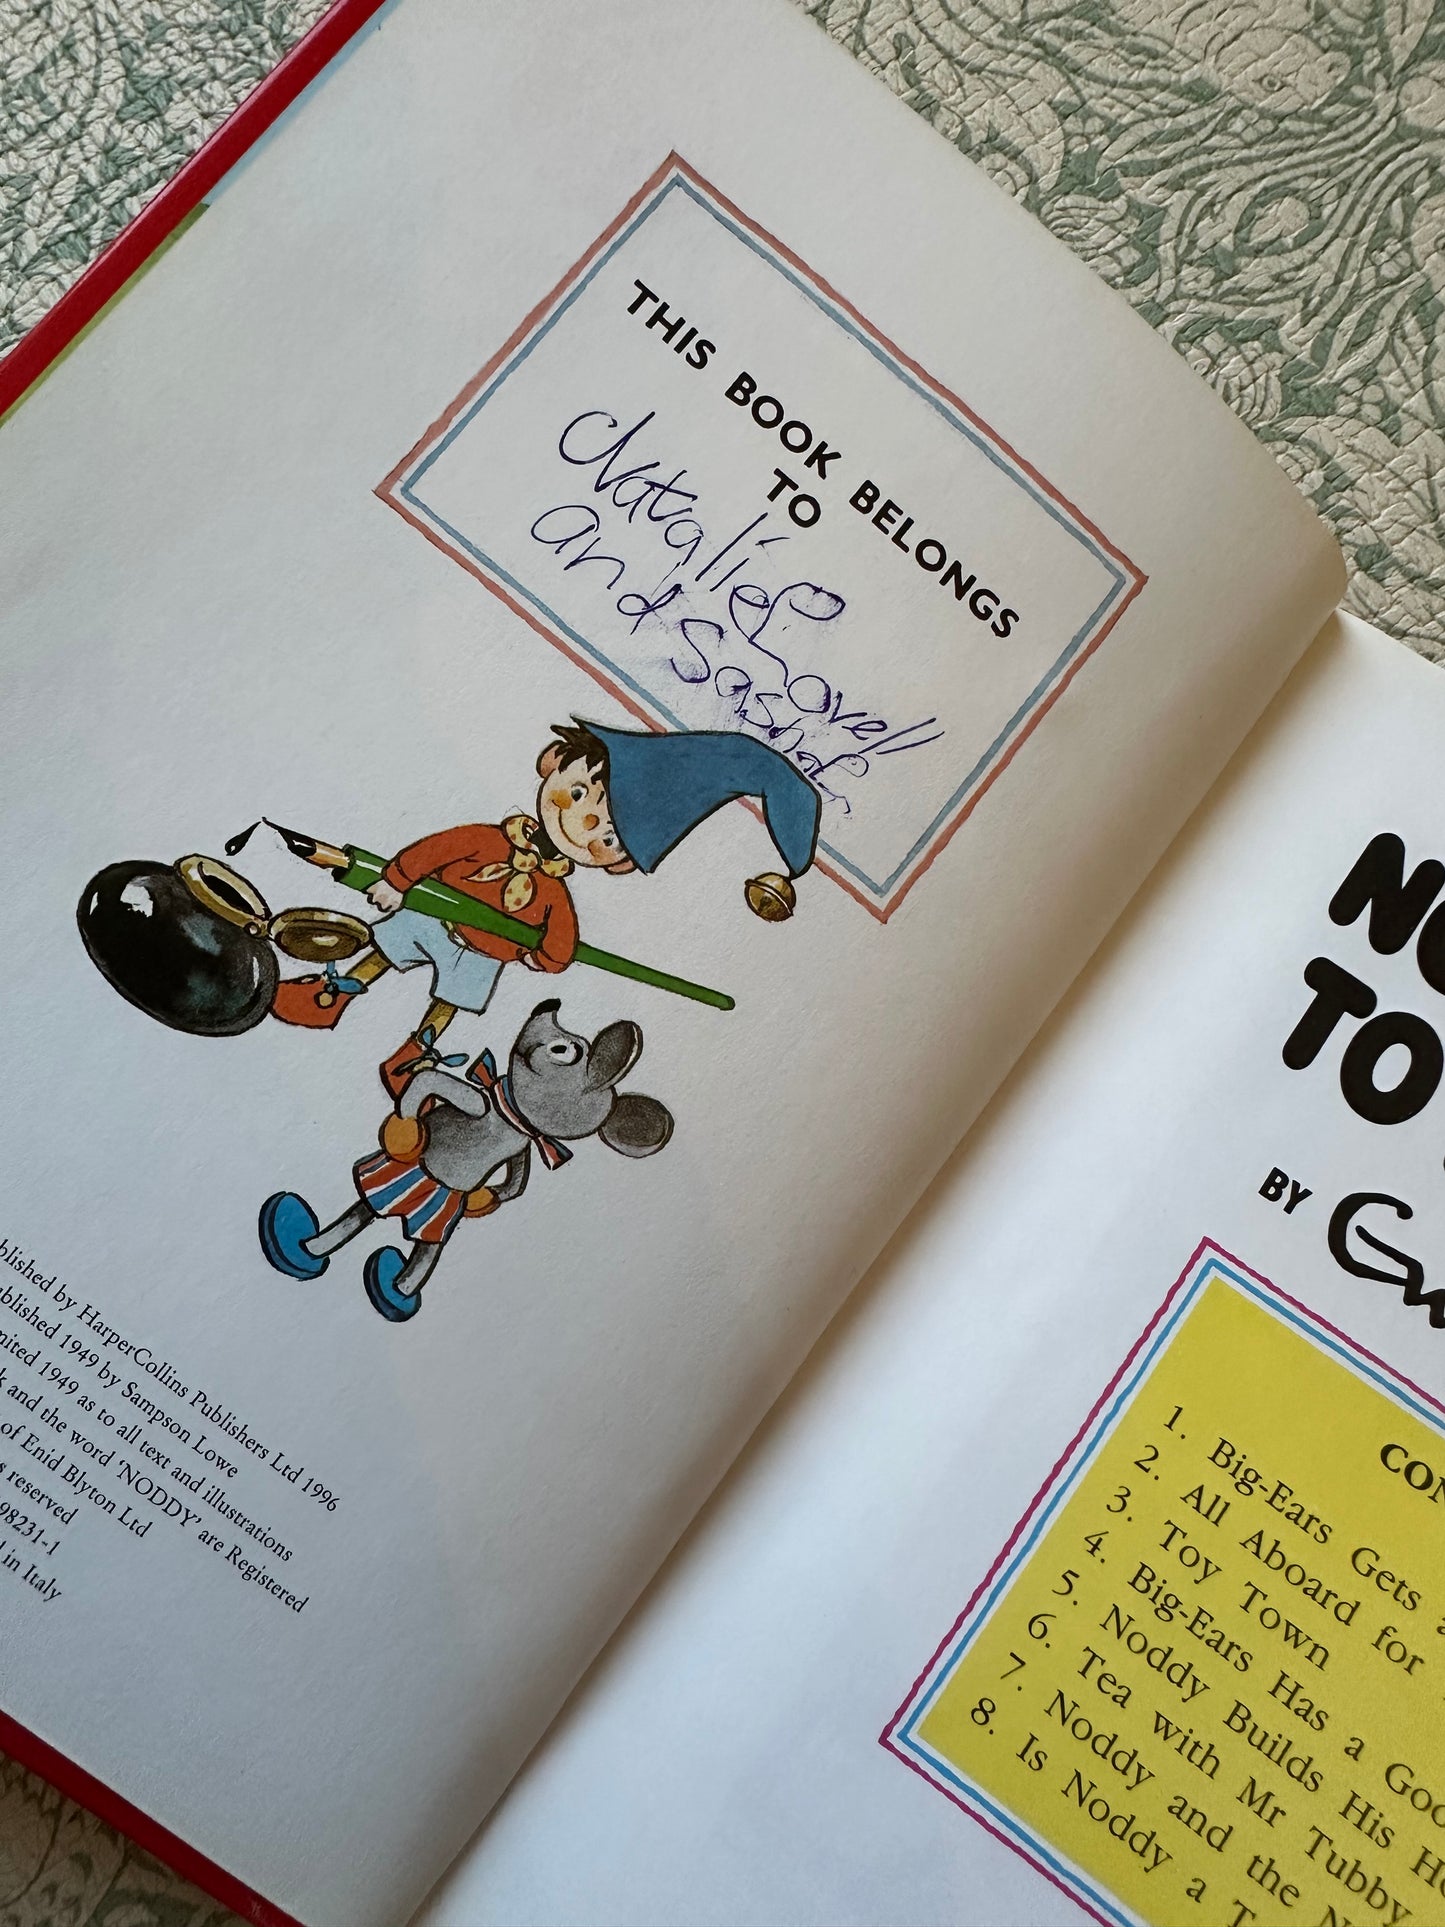 THIS BOOK BELONGS
TO
Natalie Lovell
and Sasha
blished by HarperCollins Publishers Ltd 1996
ublished 1949 by Sampson Lowe
mited 1949 as to all text and illustrations
k and the word 'NODDY' are Registered
of Enid Blyton Ltd
s reserved
98231-1
in Italy
NO
TO
BY En
CON
1. Big-Ears Gets a
2. All Aboard for
3. Toy Town
4. Big-Ears Has a Goo
5. Noddy Builds His Ho
6. Tea with Mr Tubby
7. Noddy and the N
8. Is Noddy a T